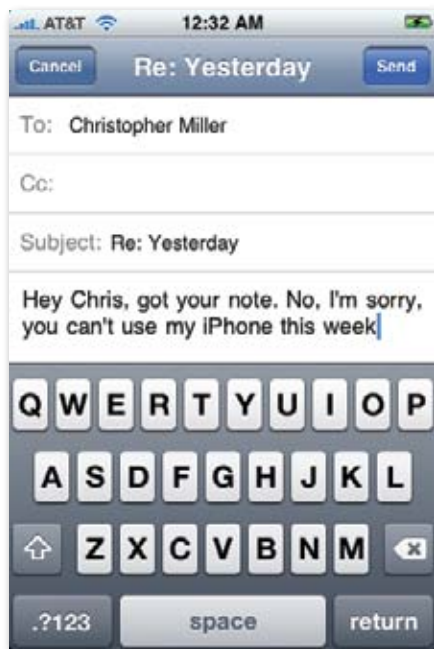 AT&T 12:32 AM
Cancel Re: Yesterday Send
To: Christopher Miller
Cc:
Subject: Re: Yesterday
Hey Chris, got your note. No, I'm sorry,
you can't use my iPhone this week
Q W E R T Y U I O P
A S D F G H J K L
Z X C V B N M
.?123 space return